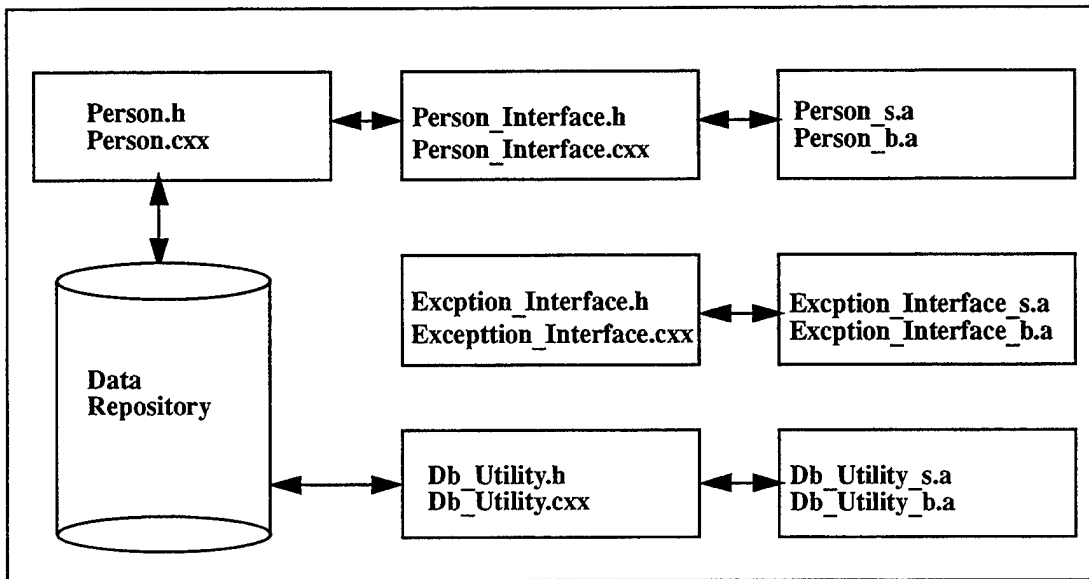 Person.h
Person.cxx
Person_Interface.h
Person_Interface.cxx
Person_s.a
Person_b.a
Excption_Interface.h
Excepttion_Interface.cxx
Excption_Interface_s.a
Excption_Interface_b.a
Data
Repository
Db_Utility.h
Db_Utility.cxx
Db_Utility_s.a
Db_Utility_b.a